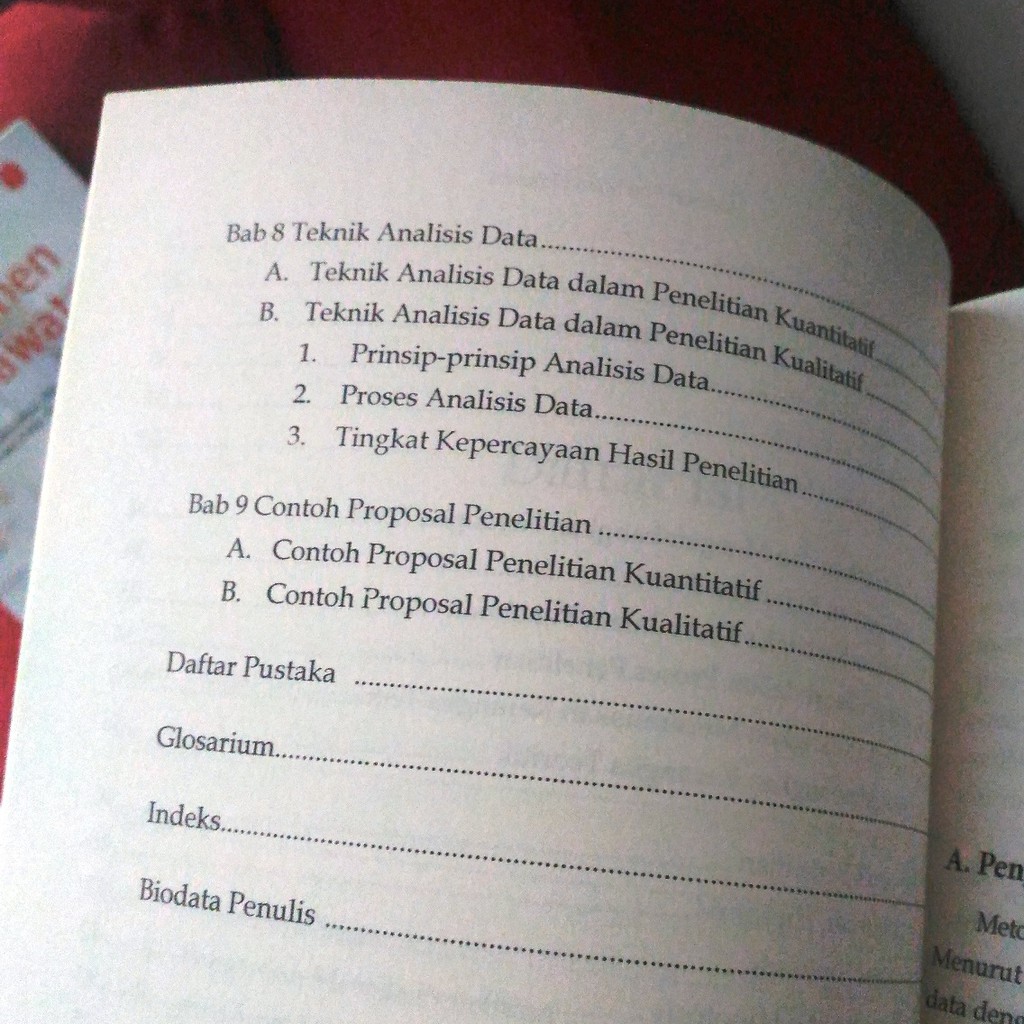 Bab 8 Teknik Analisis Data
A. Teknik Analisis Data dalam Penelitian Kuantitatif
B. Teknik Analisis Data dalam Penelitian Kualitatif
1. Prinsip-prinsip Analisis Data
2. Proses Analisis Data
3. Tingkat Kepercayaan Hasil Penelitian
Bab 9 Contoh Proposal Penelitian
A. Contoh Proposal Penelitian Kuantitatif
B. Contoh Proposal Penelitian Kualitatif
Daftar Pustaka
Glosarium
Indeks
Biodata Penulis
A. Pen
Meto
Menurut
data deng